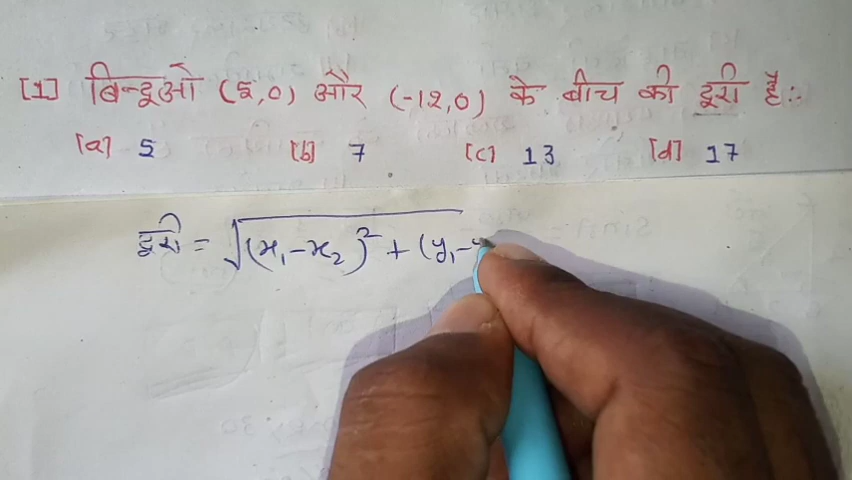 [1] बिन्दुओ (5,0) और (-12,0) के बीच की दूरी है:
[a] 5 [b] 7 [c] 13 [d] 17
दूरी = √(x₁-x₂)² + (y₁-